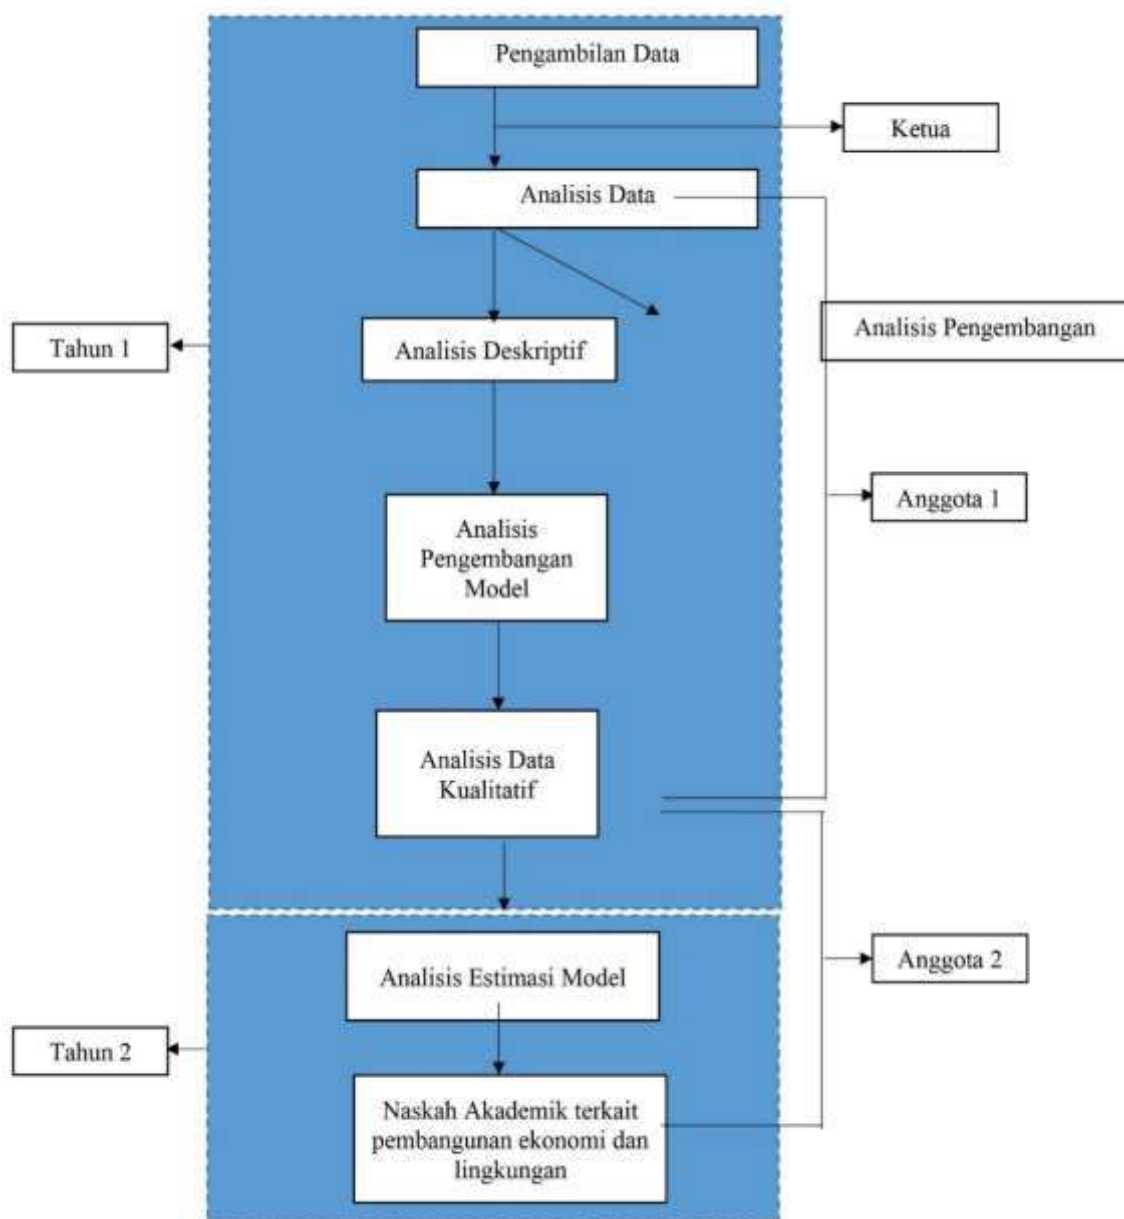 Pengambilan Data
Ketua
Analisis Data
Analisis Pengembangan
Tahun 1
Analisis Deskriptif
Anggota 1
Analisis
Pengembangan
Model
Analisis Data
Kualitatif
Anggota 2
Analisis Estimasi Model
Tahun 2
Naskah Akademik terkait
pembangunan ekonomi dan
lingkungan